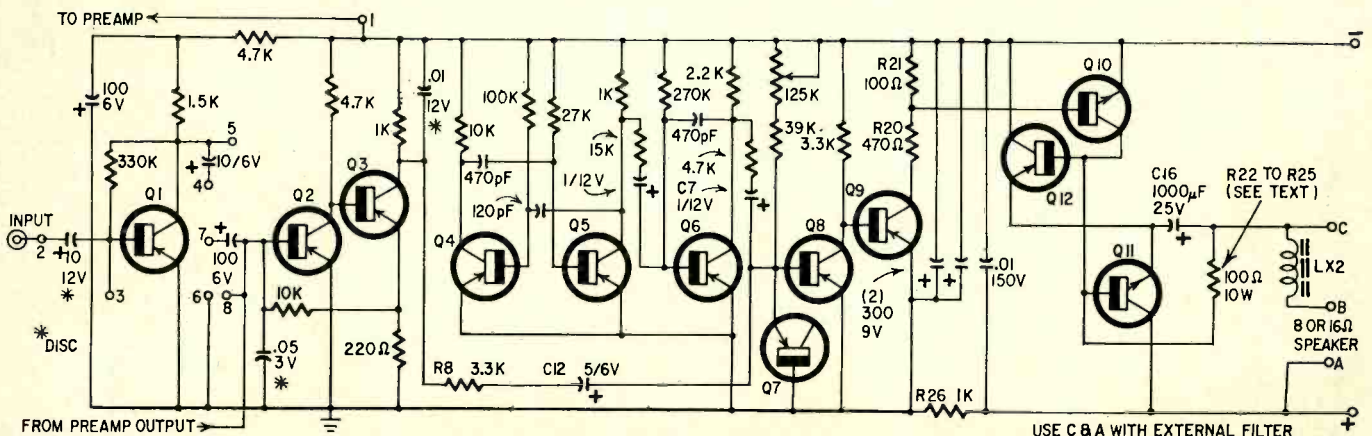 TO PREAMP
1
4.7K
100
6V
+
1.5K
5
330K
+
10/6V
4
Q1
INPUT
2
+
10
12V
*
3
*DISC
7
+
100
6V
6
8
Q2
4.7K
Q3
1K
.01
12V
*
10K
.05
3V
*
220Ω
FROM PREAMP OUTPUT
10K
470pF
100K
27K
120pF
Q4
Q5
1K
15K
1/12V
+
2.2K
270K
470pF
4.7K
C7
1/12V
+
Q6
R8 3.3K
C12 5/6V
+
125K
39K
3.3K
Q8
Q7
Q9
R21
100Ω
R20
470Ω
(2)
300
9V
+ +
.01
150V
R26 1K
Q10
Q12
Q11
C16
1000µF
25V
+
R22 TO R25
(SEE TEXT)
100Ω
10W
LX2
C
B
8 OR 16Ω
SPEAKER
A
−
+
USE C & A WITH EXTERNAL FILTER